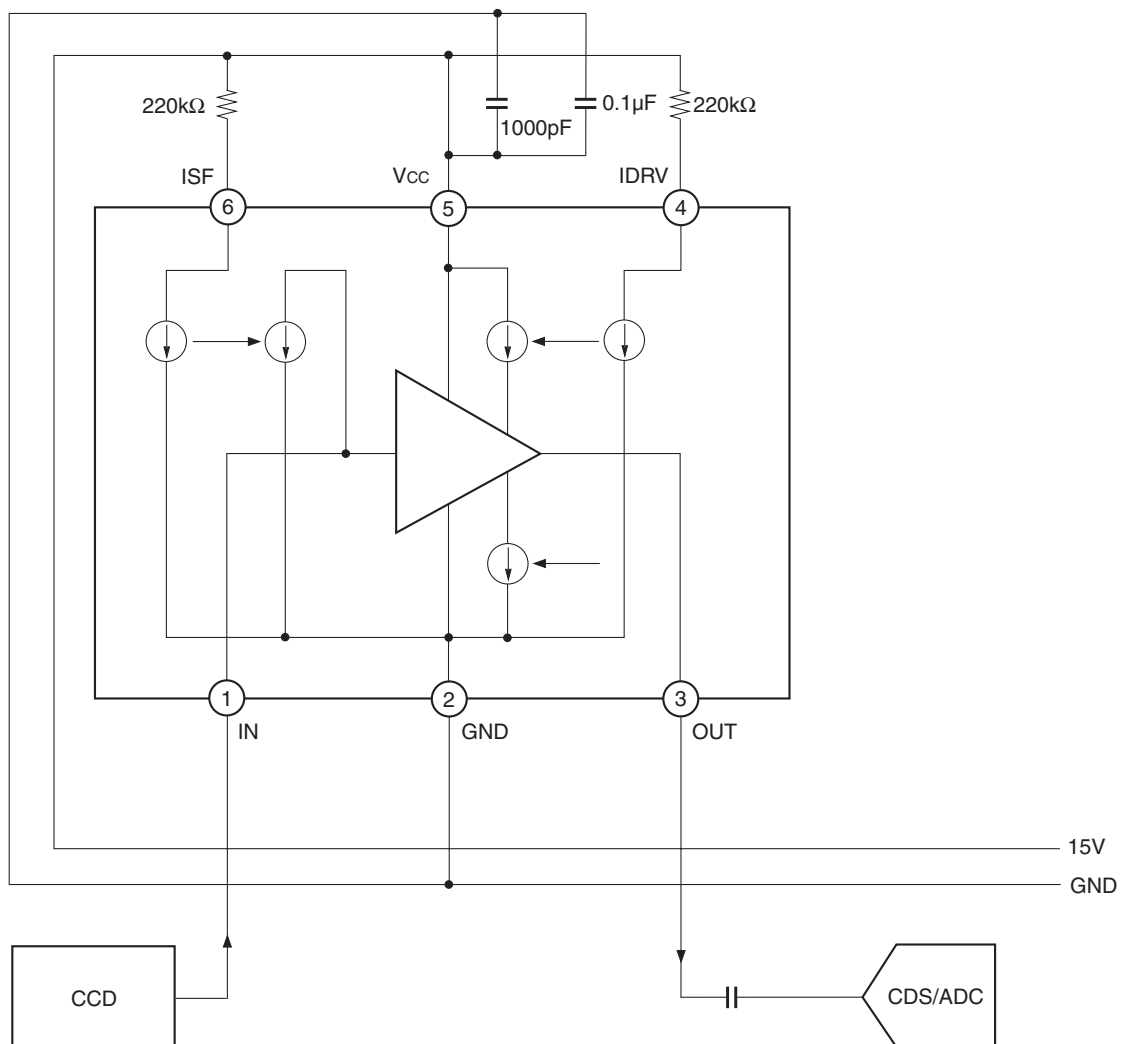 220kΩ
1000pF
0.1µF
220kΩ
ISF
VCC
IDRV
6
5
4
1
2
3
IN
GND
OUT
15V
GND
CCD
CDS/ADC